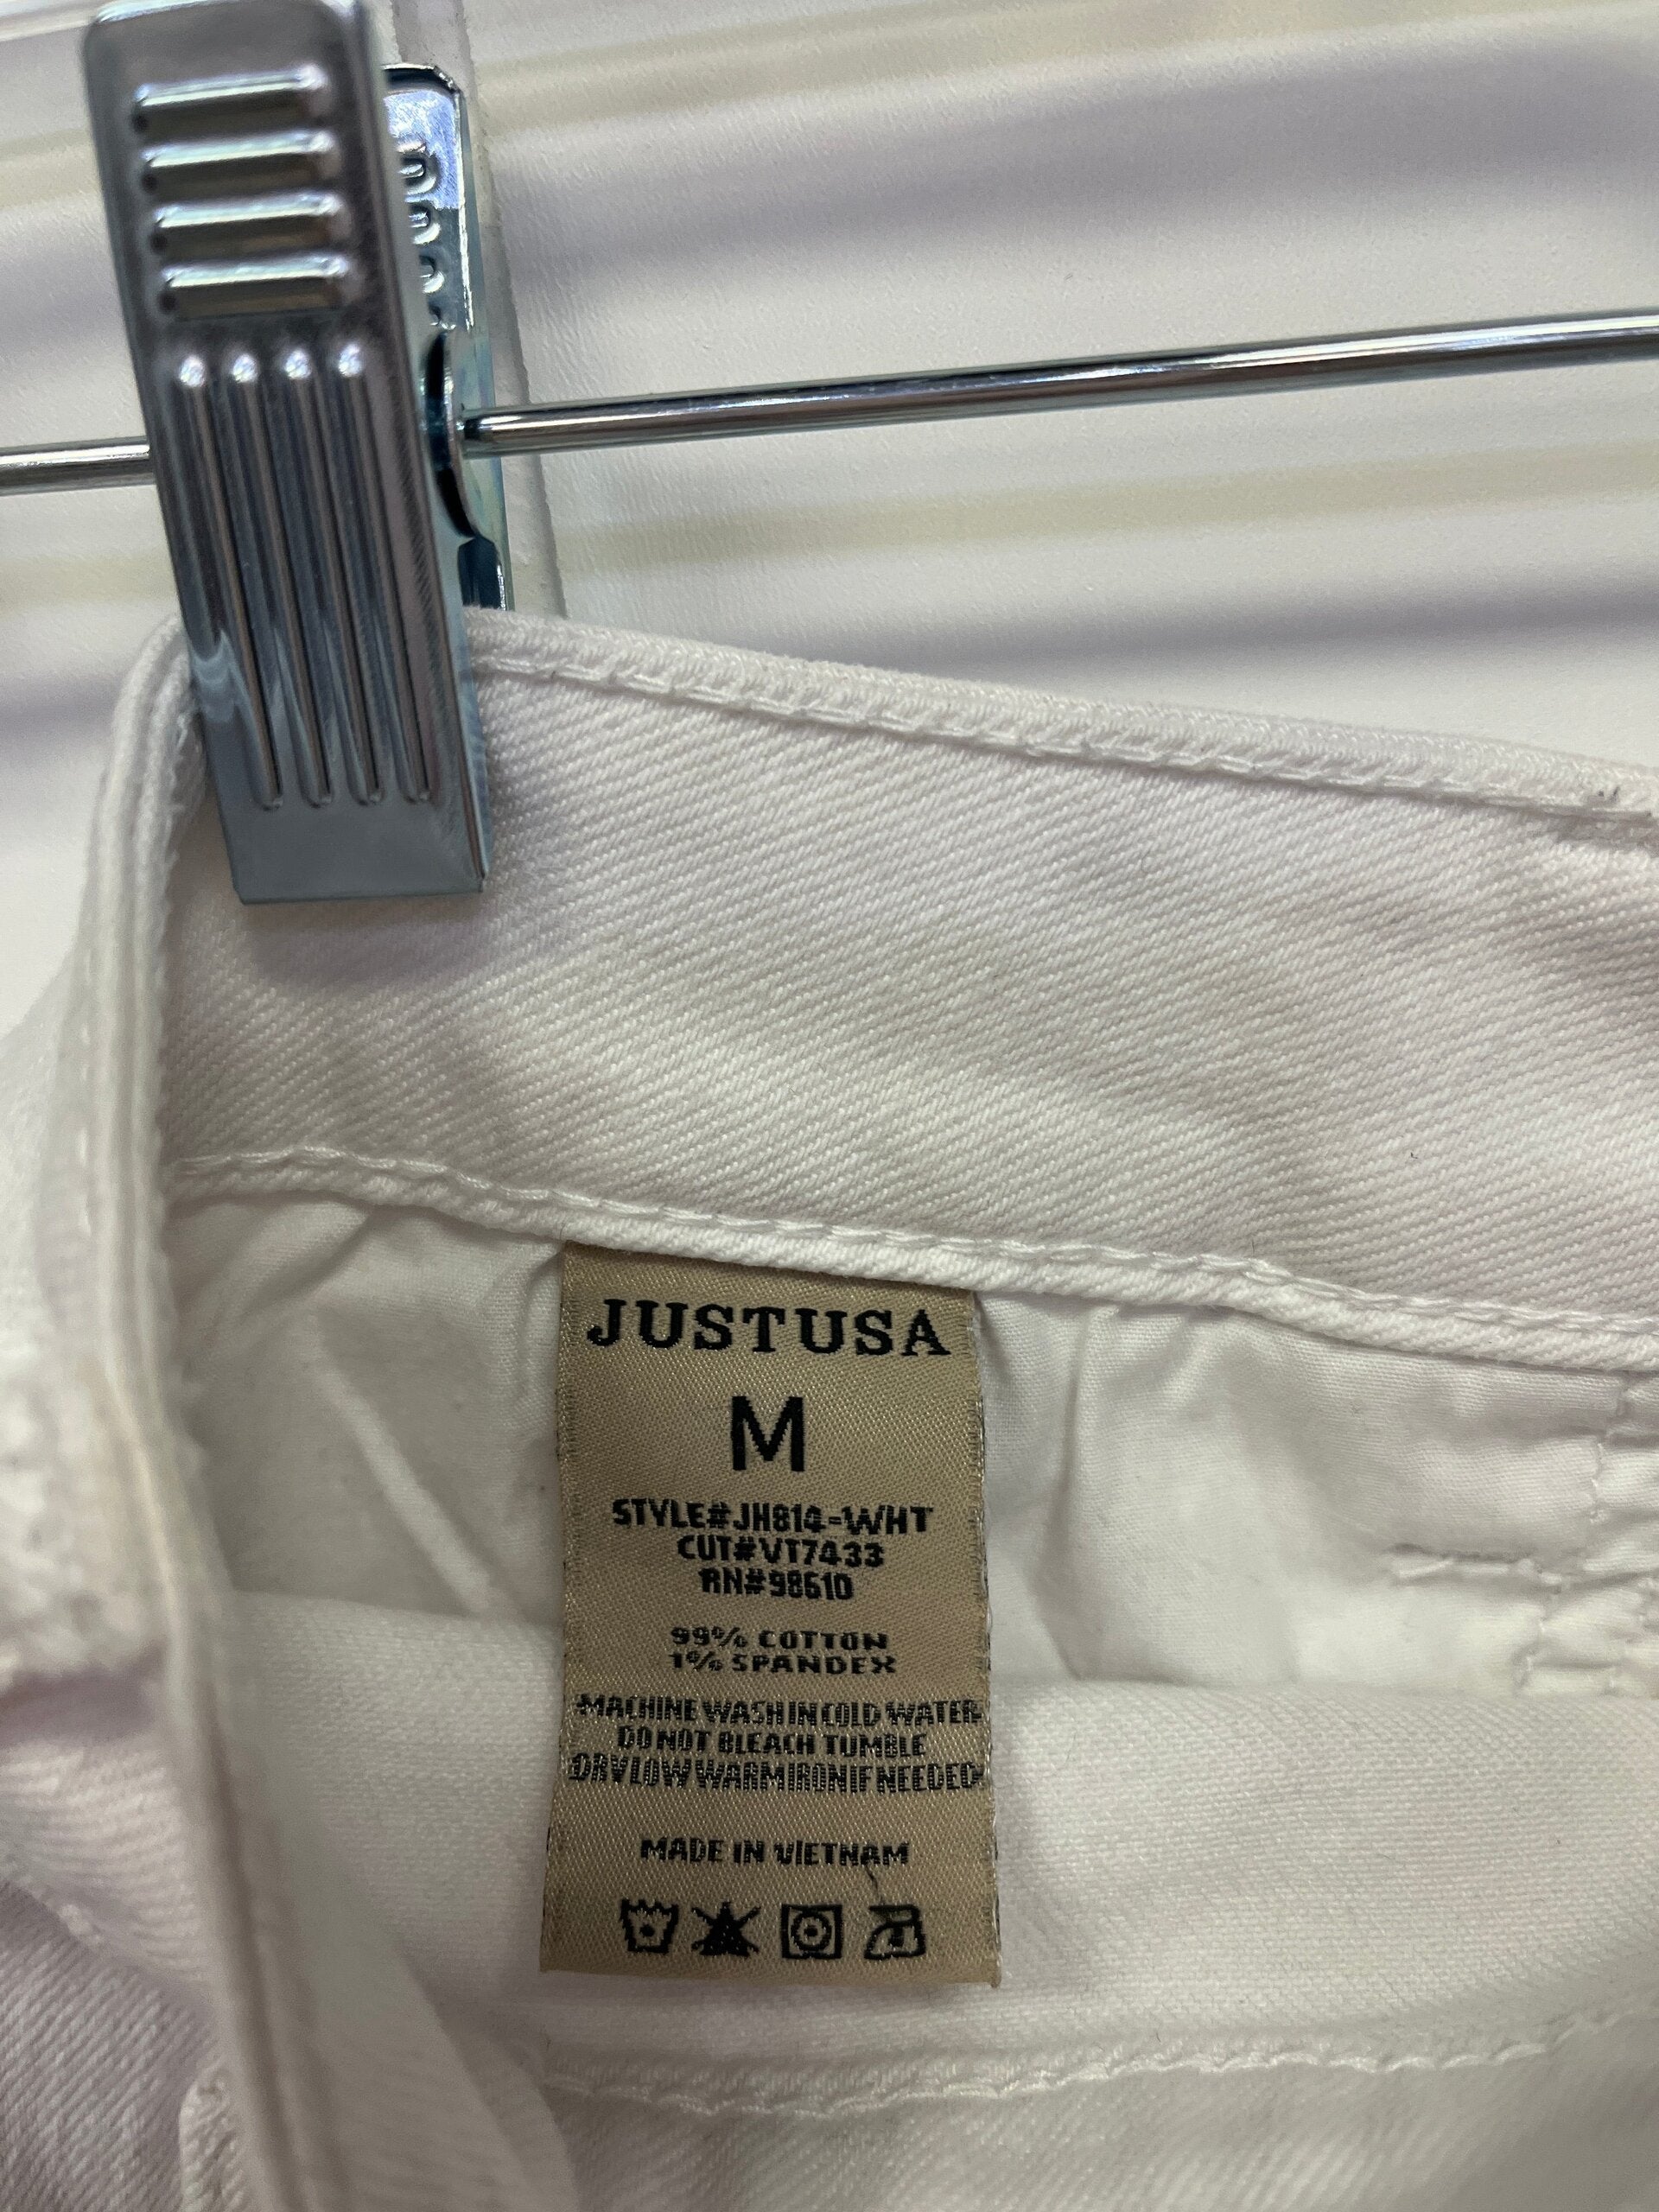 JUSTUSA
M
STYLE#JH814-WHT
CUT#VT7433
RN#98610
99% COTTON
1% SPANDEX
MACHINE WASH IN COLD WATER
DO NOT BLEACH TUMBLE
DRY LOW WARM IRON IF NEEDED
MADE IN VIETNAM